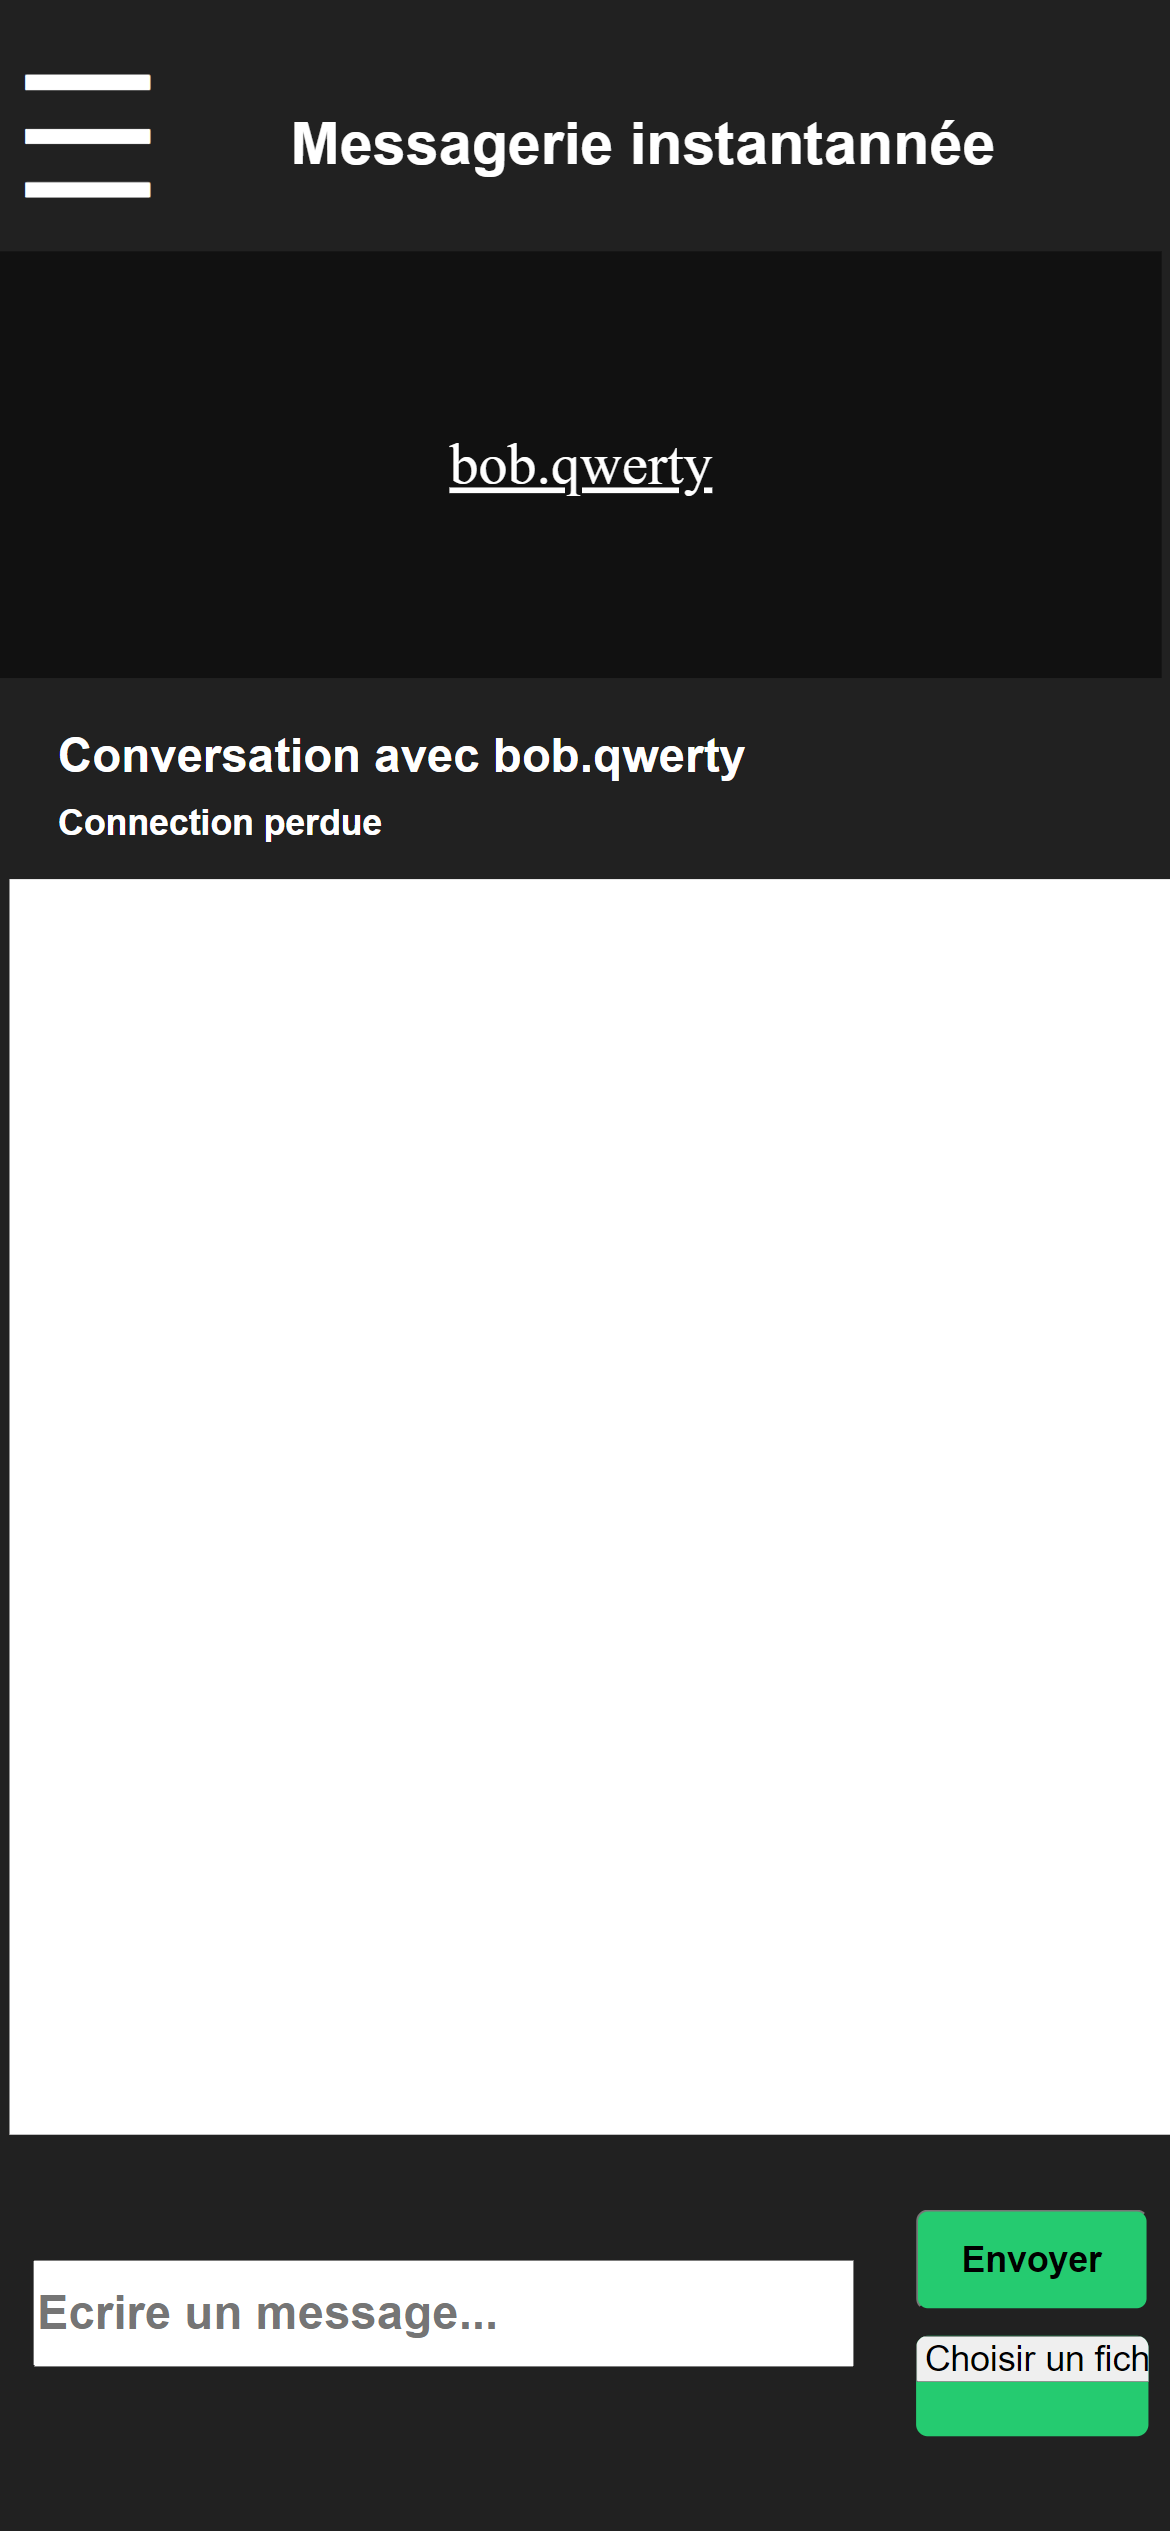 Messagerie instantannée
bob.qwerty
Conversation avec bob.qwerty
Connection perdue
Ecrire un message...
Envoyer
Choisir un fich